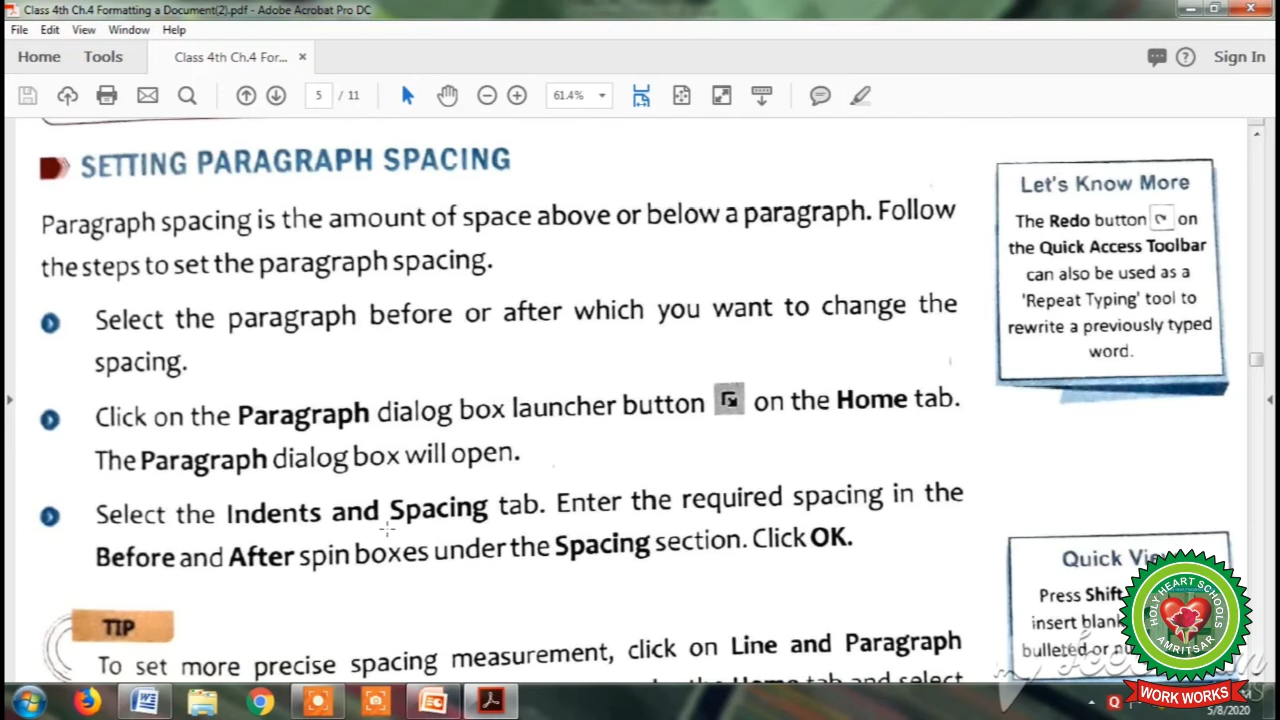 Class 4th Ch.4 Formatting a Document(2).pdf - Adobe Acrobat Pro DC
File Edit View Window Help
Home Tools Class 4th Ch.4 For... × Sign In
5 / 11 61.4%
SETTING PARAGRAPH SPACING
Paragraph spacing is the amount of space above or below a paragraph. Follow
the steps to set the paragraph spacing.
Select the paragraph before or after which you want to change the
spacing.
Click on the Paragraph dialog box launcher button on the Home tab.
The Paragraph dialog box will open.
Select the Indents and Spacing tab. Enter the required spacing in the
Before and After spin boxes under the Spacing section. Click OK.
TIP
To set more precise spacing measurement, click on Line and Paragraph
Home tab and select
Let's Know More
The Redo button on
the Quick Access Toolbar
can also be used as a
'Repeat Typing' tool to
rewrite a previously typed
word.
Quick
Press Shift
insert blank
bulleted or
HOLY HEART SCHOOLS
AMRITSAR
WORK WORKS
5/8/2020